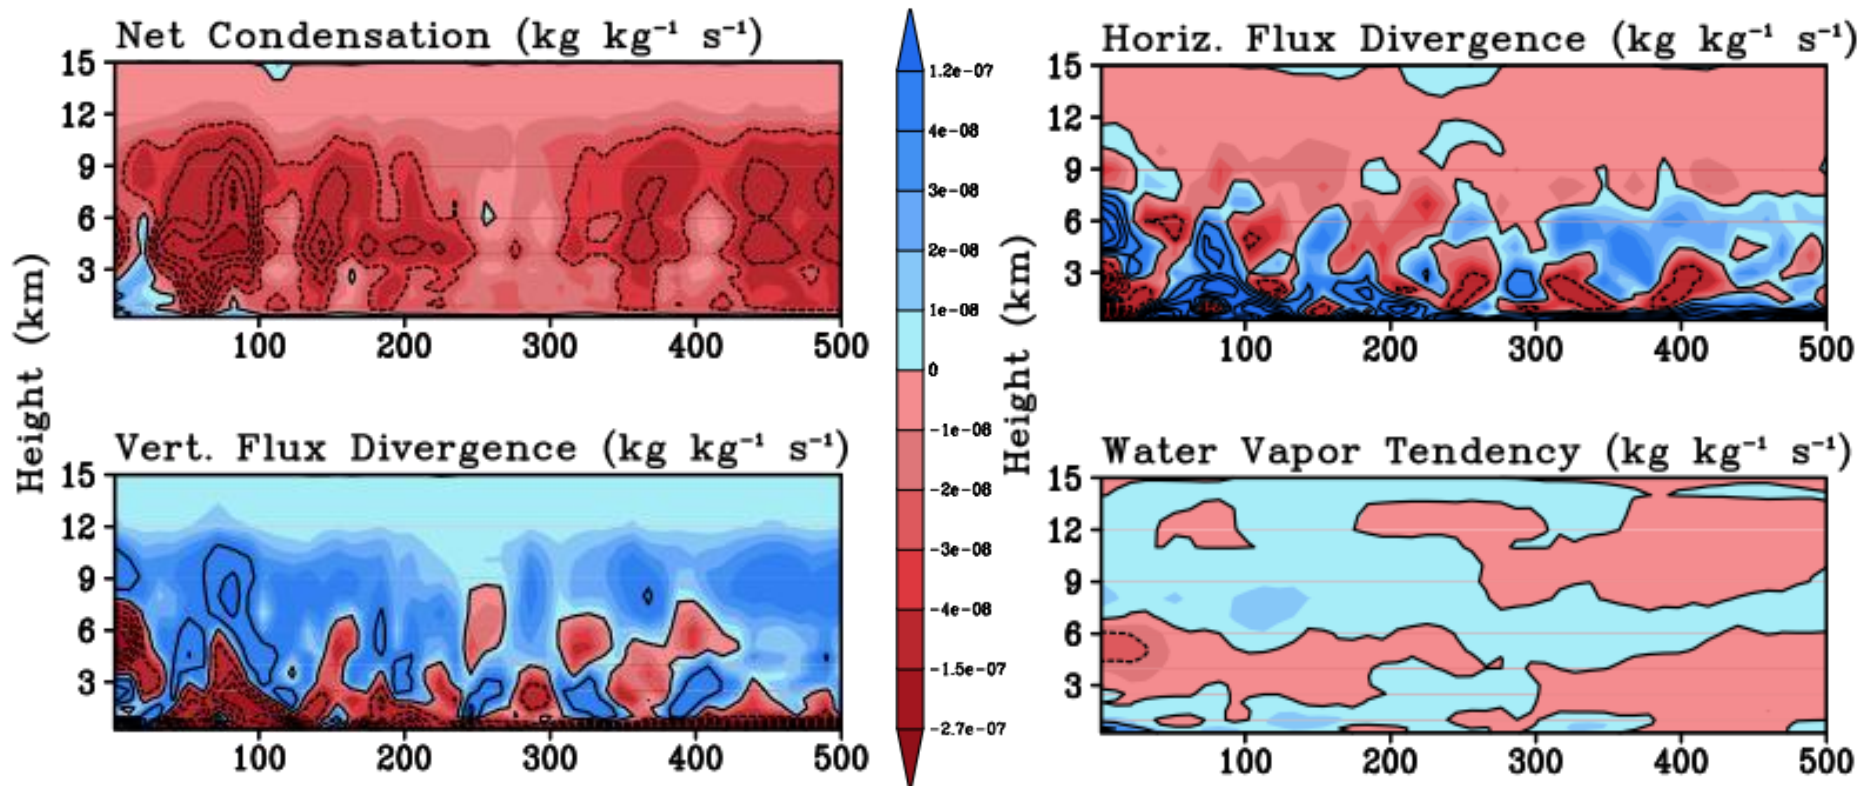 Net Condensation (kg kg⁻¹ s⁻¹)
15
12
9
6
3
100 200 300 400 500
Height (km)
Vert. Flux Divergence (kg kg⁻¹ s⁻¹)
15
12
9
6
3
100 200 300 400 500
1.2e-07
4e-08
3e-08
2e-08
1e-08
0
-1e-08
-2e-08
-3e-08
-4e-08
-1.5e-07
-2.7e-07
Horiz. Flux Divergence (kg kg⁻¹ s⁻¹)
15
12
9
6
3
100 200 300 400 500
Height (km)
Water Vapor Tendency (kg kg⁻¹ s⁻¹)
15
12
9
6
3
100 200 300 400 500